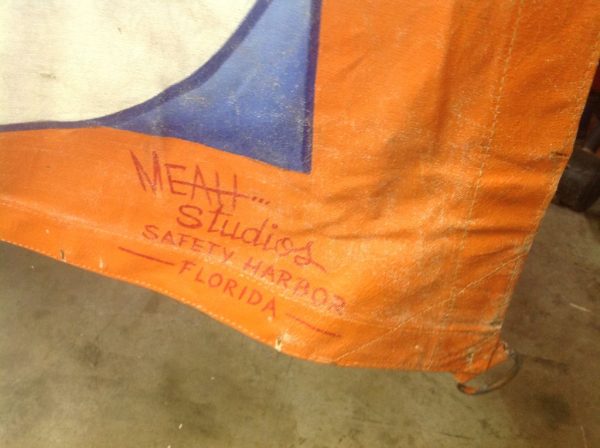 MEAH...
Studios
SAFETY HARBOR
— FLORIDA —